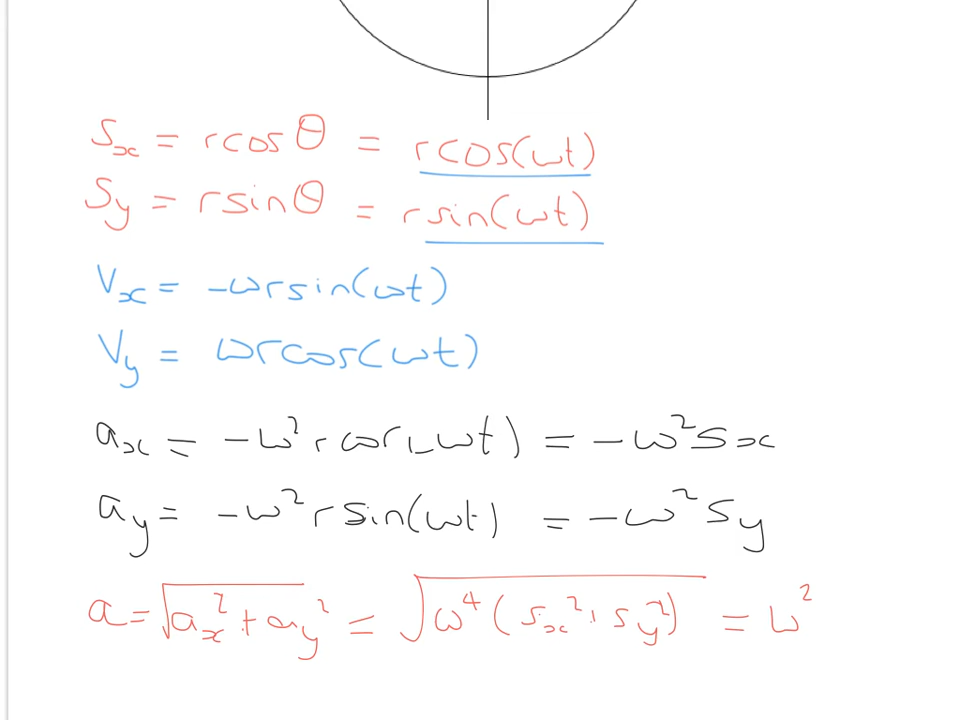 Sx = rcosθ = rcos(ωt)
Sy = rsinθ = rsin(ωt)
Vx = -ωrsin(ωt)
Vy = ωrcos(ωt)
ax = -ω²rcos(ωt) = -ω²sx
ay = -ω²rsin(ωt) = -ω²sy
a = √(ax² + ay²) = √(ω⁴(sx² + sy²)) = ω²